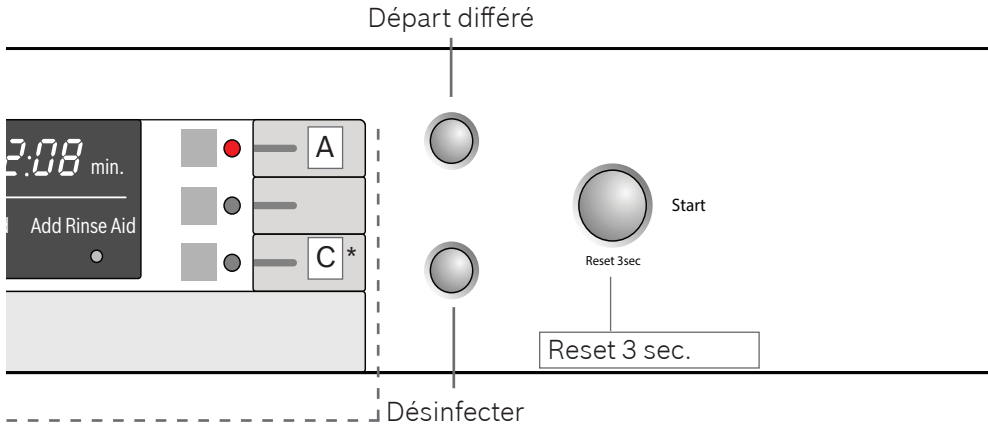 Départ différé
2:08 min.
A
Add Rinse Aid
Start
C *
Reset 3sec
Reset 3 sec.
Désinfecter